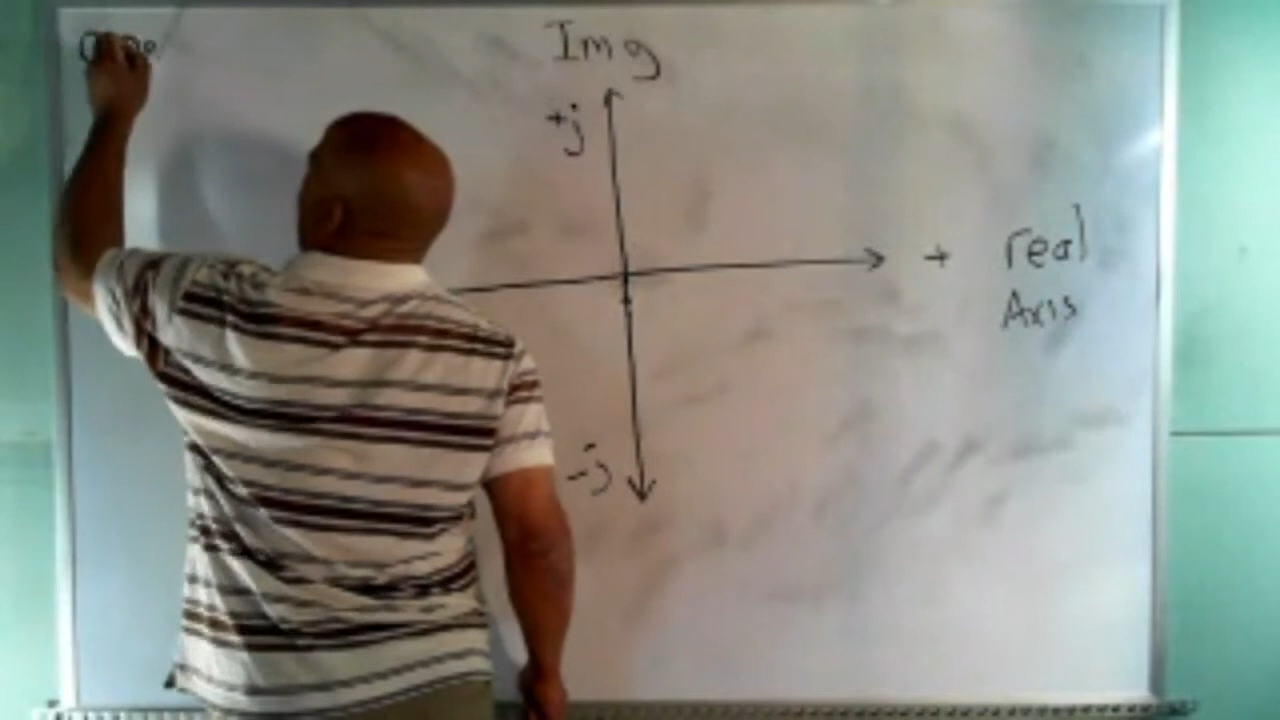 Img
+j
+ real
Axis
-j